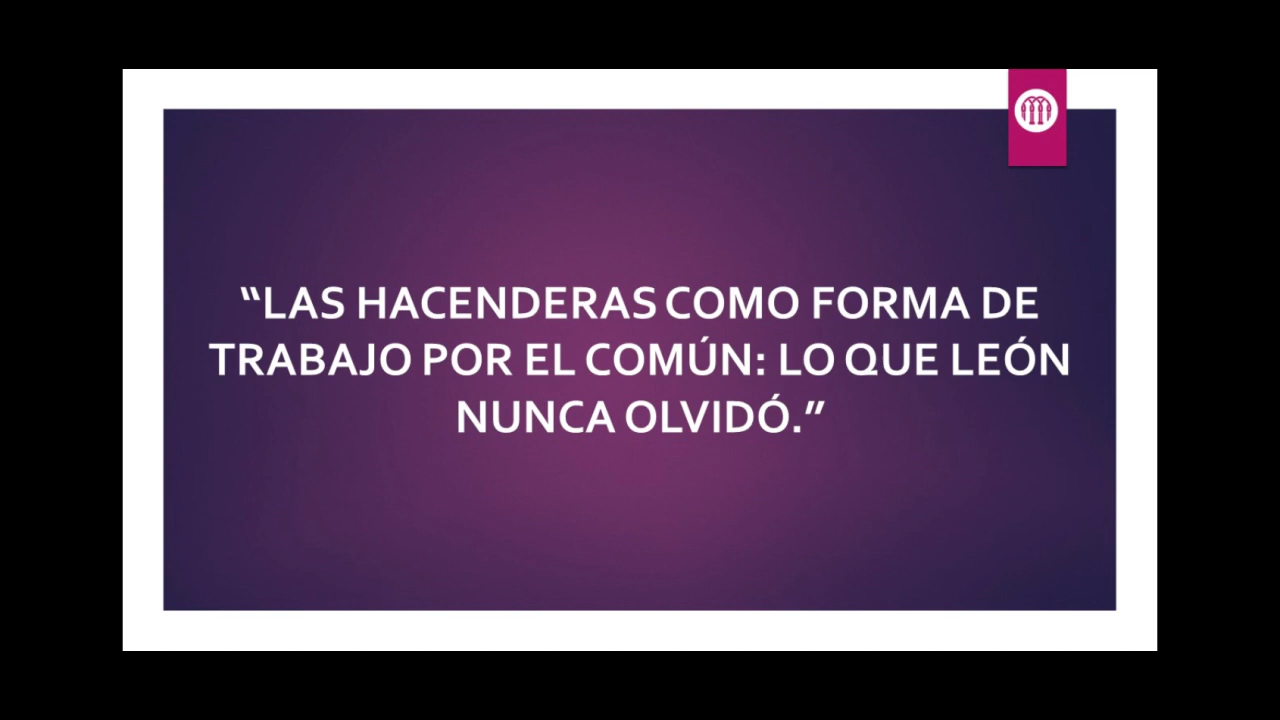 “LAS HACENDERAS COMO FORMA DE
TRABAJO POR EL COMÚN: LO QUE LEÓN
NUNCA OLVIDÓ.”